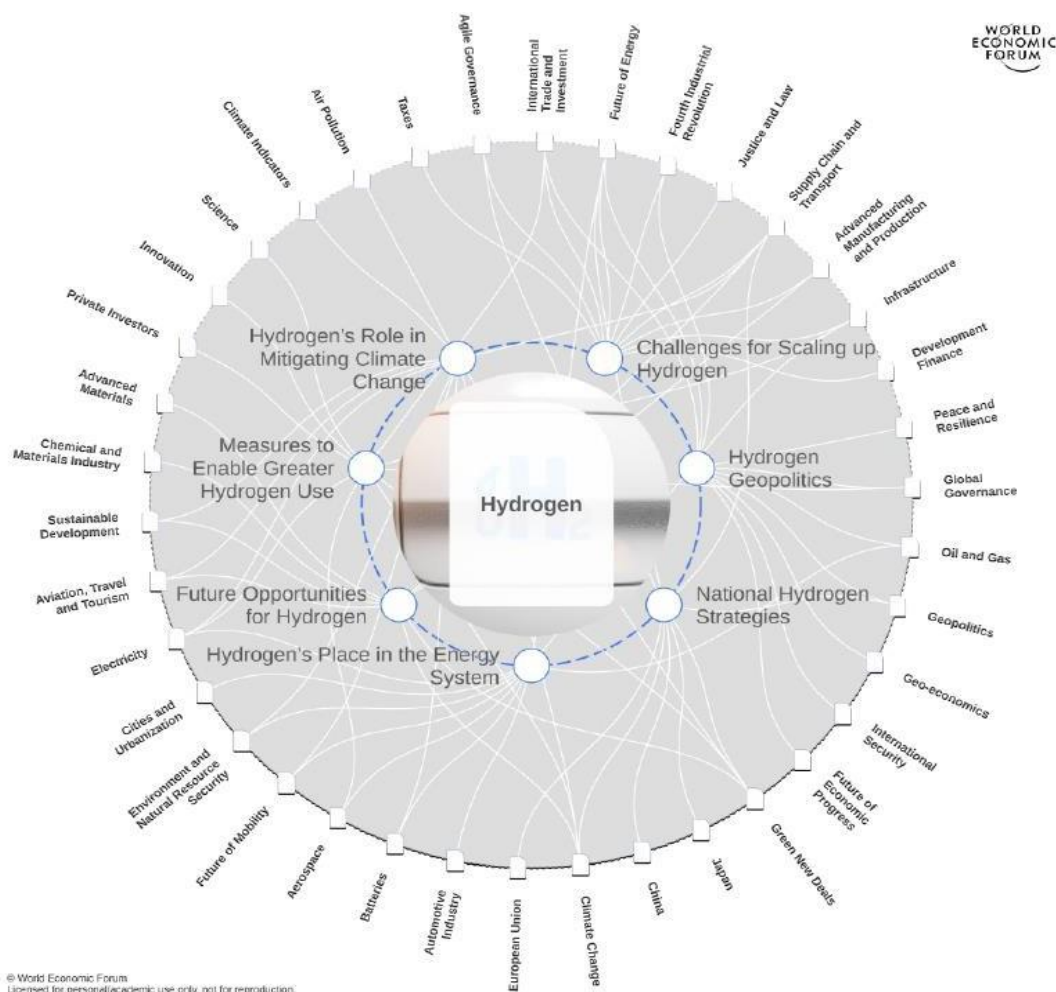 WORLD
ECONOMIC
FORUM
Agile Governance
International
Trade and
Investment
Future of Energy
Fourth Industrial
Revolution
Justice and Law
Supply Chain and
Transport
Advanced
Manufacturing
and Production
Infrastructure
Development
Finance
Peace and
Resilience
Global
Governance
Oil and Gas
Geopolitics
Geo-economics
International
Security
Future of
Economic
Progress
Green New Deals
Japan
China
Climate Change
European Union
Automotive
Industry
Batteries
Aerospace
Future of Mobility
Environment and
Natural Resource
Security
Cities and
Urbanization
Electricity
Aviation, Travel
and Tourism
Sustainable
Development
Chemical and
Materials Industry
Advanced
Materials
Private Investors
Innovation
Science
Climate Indicators
Air Pollution
Taxes
Hydrogen's Role in
Mitigating Climate
Change
Challenges for Scaling up
Hydrogen
Measures to
Enable Greater
Hydrogen Use
Hydrogen
Geopolitics
Hydrogen
H2
Future Opportunities
for Hydrogen
National Hydrogen
Strategies
Hydrogen's Place in the Energy
System
© World Economic Forum
Licensed for personal/academic use only, not for reproduction.